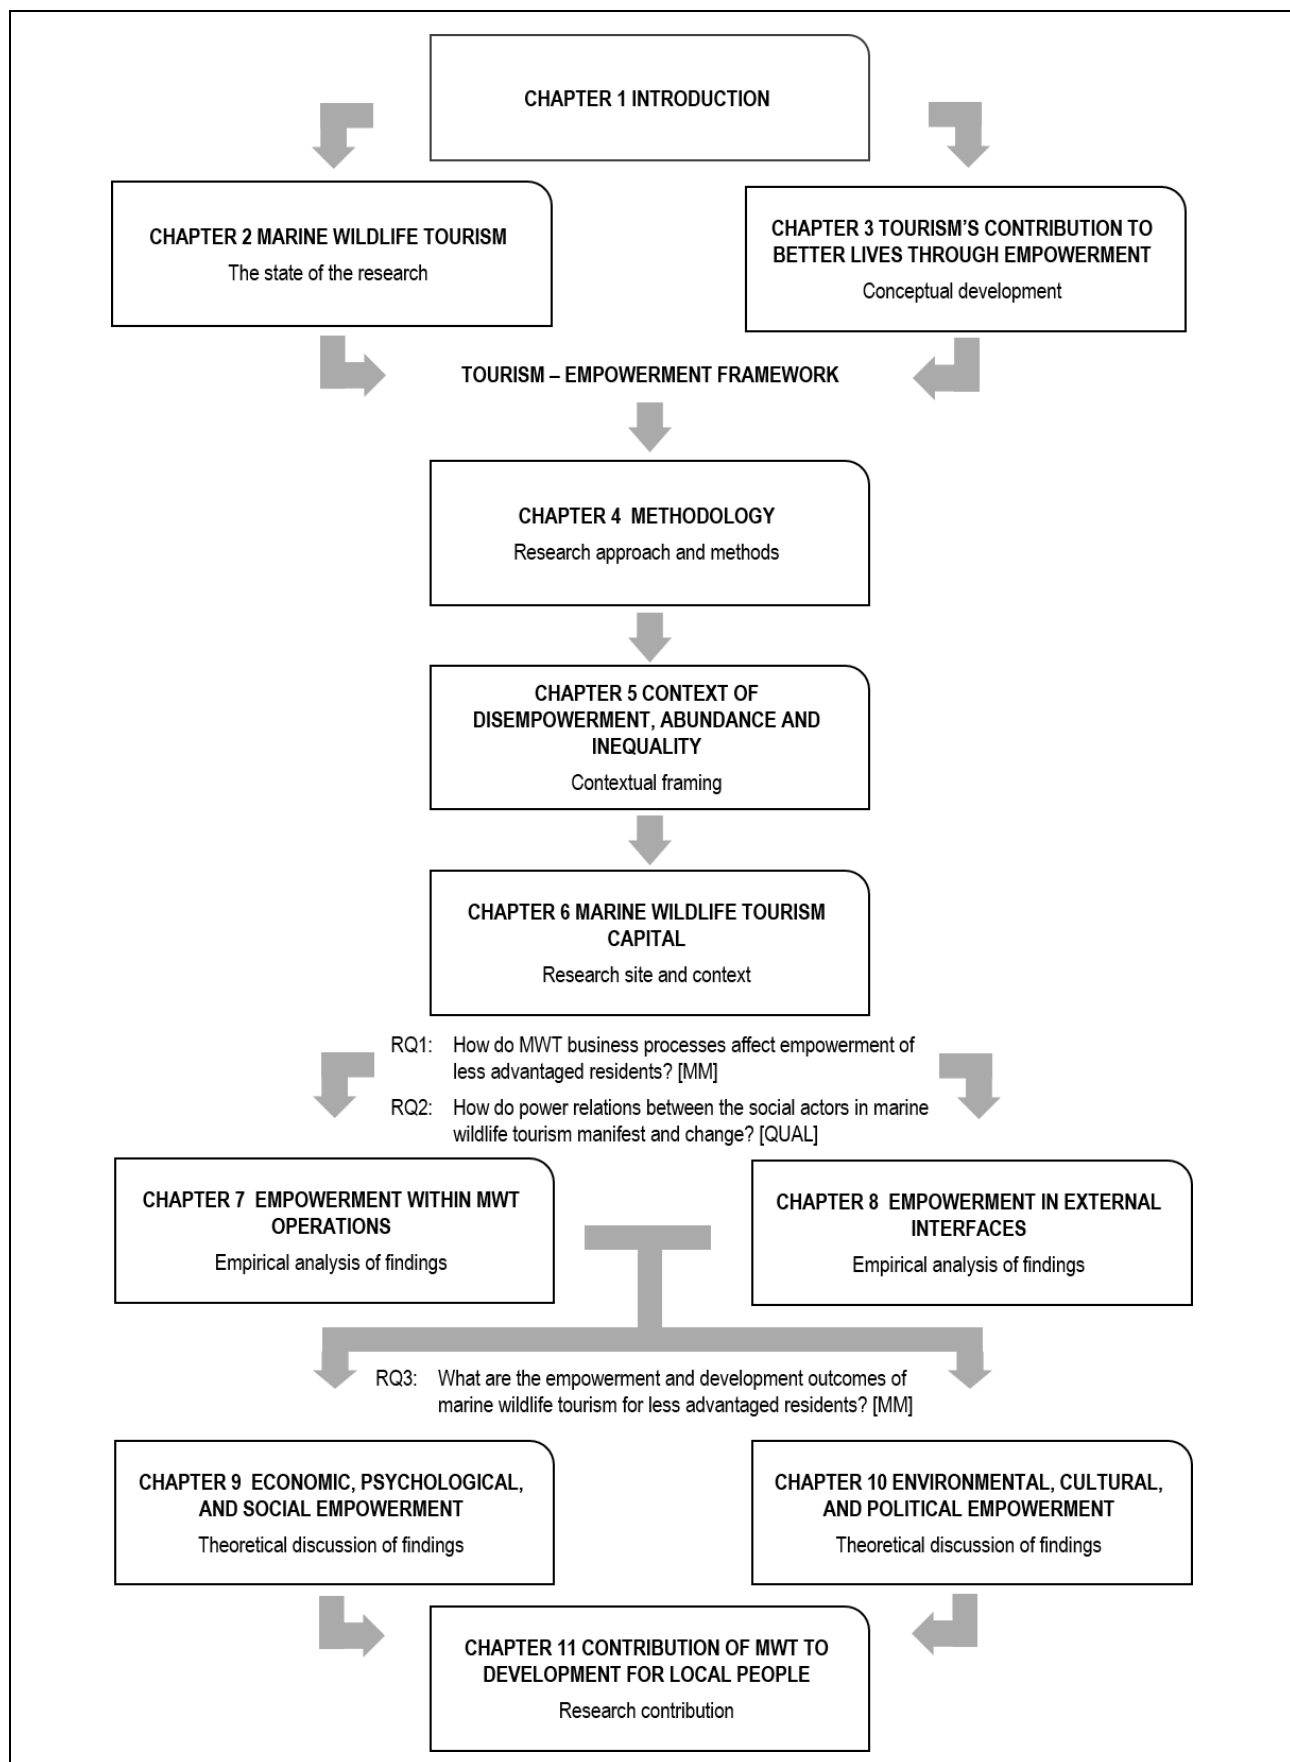 CHAPTER 1 INTRODUCTION
CHAPTER 2 MARINE WILDLIFE TOURISM
The state of the research
CHAPTER 3 TOURISM'S CONTRIBUTION TO
BETTER LIVES THROUGH EMPOWERMENT
Conceptual development
TOURISM – EMPOWERMENT FRAMEWORK
CHAPTER 4 METHODOLOGY
Research approach and methods
CHAPTER 5 CONTEXT OF
DISEMPOWERMENT, ABUNDANCE AND
INEQUALITY
Contextual framing
CHAPTER 6 MARINE WILDLIFE TOURISM
CAPITAL
Research site and context
RQ1: How do MWT business processes affect empowerment of
less advantaged residents? [MM]
RQ2: How do power relations between the social actors in marine
wildlife tourism manifest and change? [QUAL]
CHAPTER 7 EMPOWERMENT WITHIN MWT
OPERATIONS
Empirical analysis of findings
CHAPTER 8 EMPOWERMENT IN EXTERNAL
INTERFACES
Empirical analysis of findings
RQ3: What are the empowerment and development outcomes of
marine wildlife tourism for less advantaged residents? [MM]
CHAPTER 9 ECONOMIC, PSYCHOLOGICAL,
AND SOCIAL EMPOWERMENT
Theoretical discussion of findings
CHAPTER 10 ENVIRONMENTAL, CULTURAL,
AND POLITICAL EMPOWERMENT
Theoretical discussion of findings
CHAPTER 11 CONTRIBUTION OF MWT TO
DEVELOPMENT FOR LOCAL PEOPLE
Research contribution